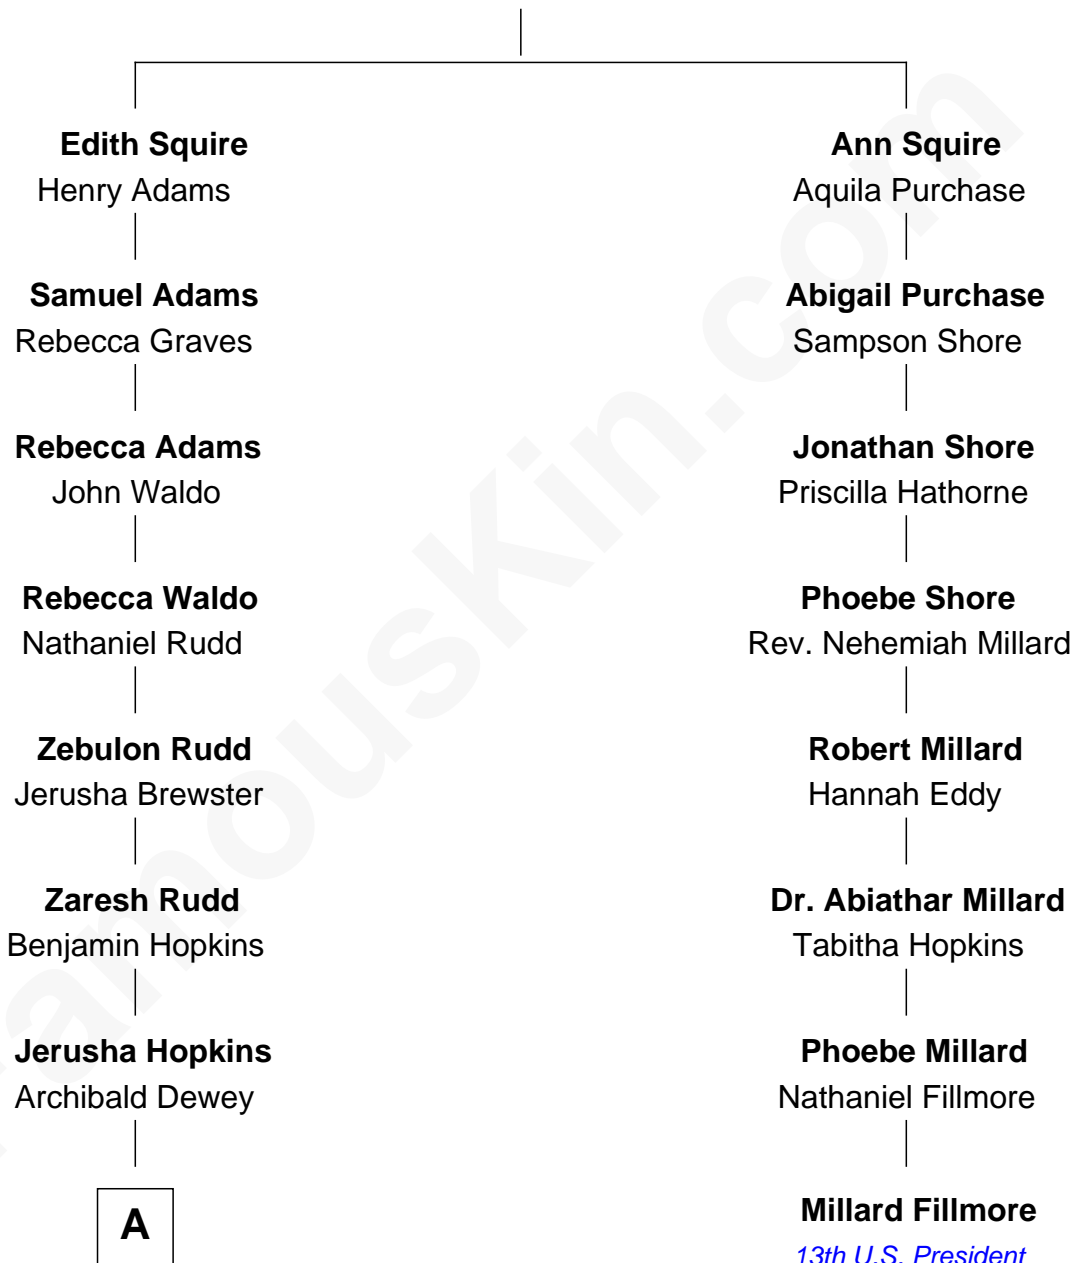 Edith Squire
Henry Adams
Samuel Adams
Rebecca Graves
Rebecca Adams
John Waldo
Rebecca Waldo
Nathaniel Rudd
Zebulon Rudd
Jerusha Brewster
Zaresh Rudd
Benjamin Hopkins
Jerusha Hopkins
Archibald Dewey
A
Ann Squire
Aquila Purchase
Abigail Purchase
Sampson Shore
Jonathan Shore
Priscilla Hathorne
Phoebe Shore
Rev. Nehemiah Millard
Robert Millard
Hannah Eddy
Dr. Abiathar Millard
Tabitha Hopkins
Phoebe Millard
Nathaniel Fillmore
Millard Fillmore
13th U.S. President
FamousKin.com